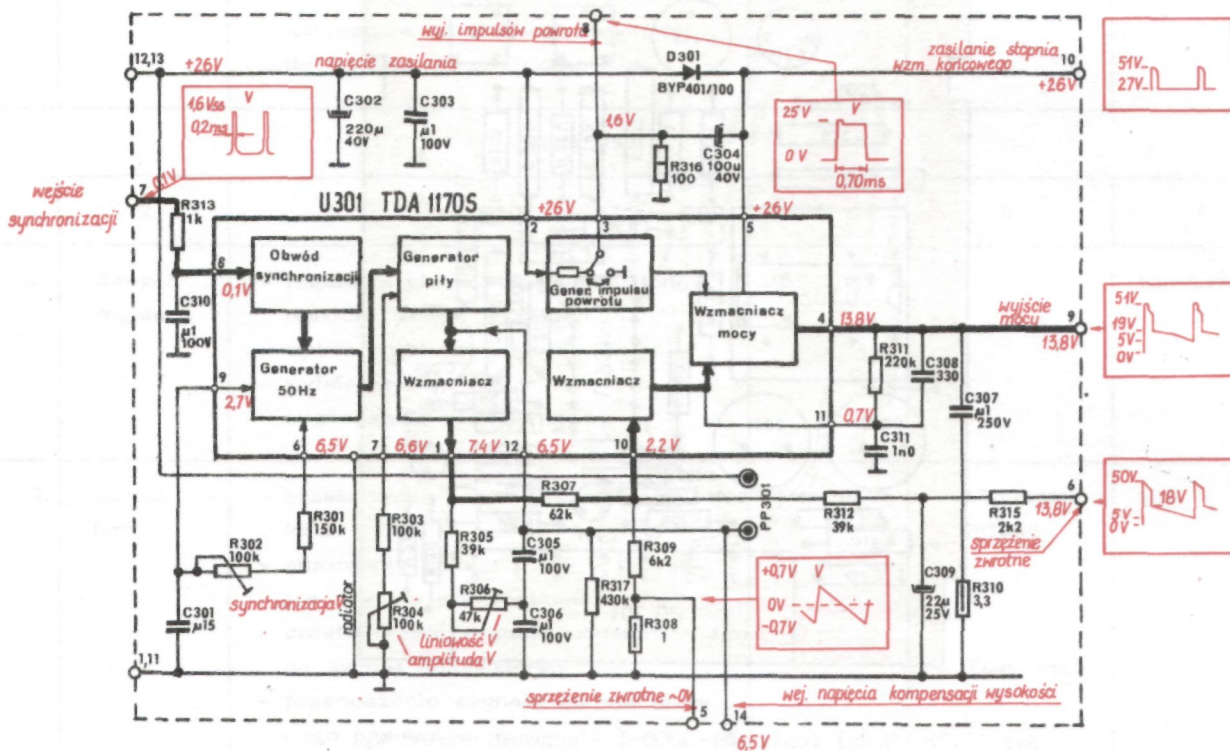 8
wyj. impulsów powrotu
12,13
+26V
napięcie zasilania
D301
BYP401/100
zasilanie stopnia
wzm. końcowego
10
+26V
51V
27V
1,6Vss
V
0,2ms
C302
220µ
40V
C303
µ1
100V
1,6V
R316
100
C304
100u
40V
25V
V
0V
0,70ms
7
0,1V
wejście
synchronizacji
R313
1k
U301 TDA 1170S
+26V
2
3
+26V
5
8
0,1V
Obwód
synchronizacji
Generator
piły
Gener. impulsu
powrotu
Wzmacniacz
mocy
4
13,8V
wyjście
mocy
9
13,8V
51V
19V
5V
0V
C310
µ1
100V
9
2,7V
Generator
50Hz
Wzmacniacz
Wzmacniacz
R311
220k
C308
330
C307
µ1
250V
11
0,7V
C311
1n0
6
6,5V
7
6,6V
1
7,4V
12
6,5V
10
2,2V
R307
62k
PP301
R312
39k
R315
2k2
6
13,8V
sprzężenie
zwrotne
50V
18V
5V
0V
R301
150k
R302
100k
synchronizacja V
R303
100k
R305
39k
C305
µ1
100V
R309
6k2
R317
430k
+0,7V
V
0V
-0,7V
C309
22µ
25V
R310
3,3
C301
µ15
radiator
R304
100k
R306
47k
C306
µ1
100V
R308
1
liniowość V
amplituda V
1,11
sprzężenie zwrotne ~0V
wej. napięcia kompensacji wysokości
5
14
6,5V